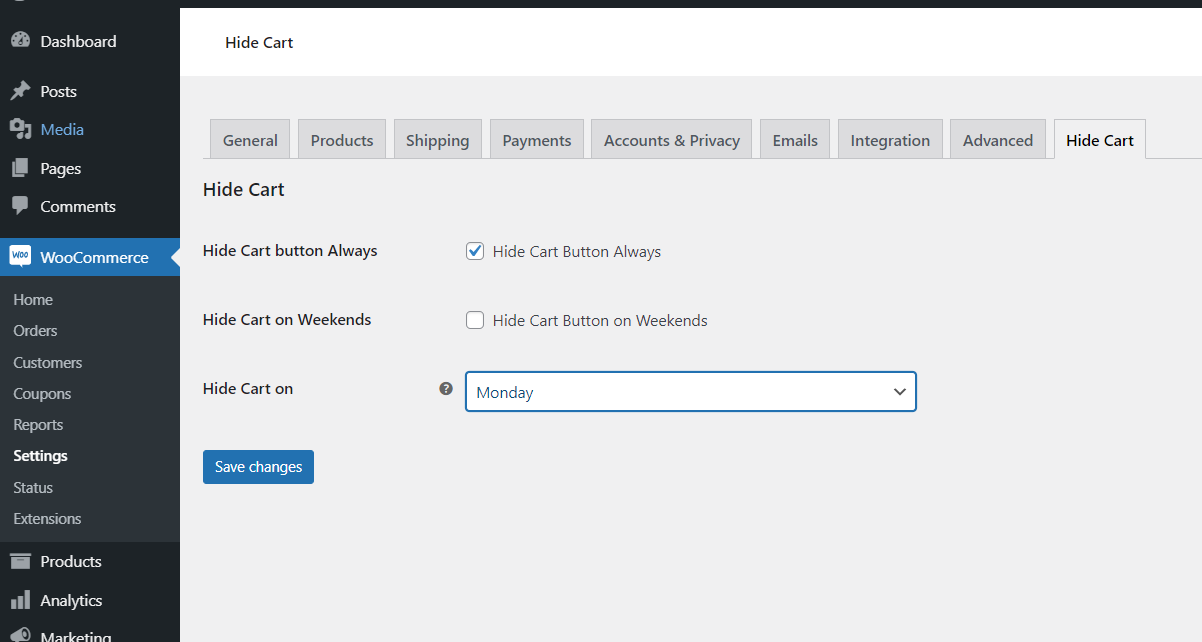 Dashboard
Posts
Media
Pages
Comments
WOO WooCommerce
Home
Orders
Customers
Coupons
Reports
Settings
Status
Extensions
Products
Analytics
Marketing
Hide Cart
General Products Shipping Payments Accounts & Privacy Emails Integration Advanced Hide Cart
Hide Cart
Hide Cart button Always Hide Cart Button Always
Hide Cart on Weekends Hide Cart Button on Weekends
Hide Cart on ? Monday
Save changes